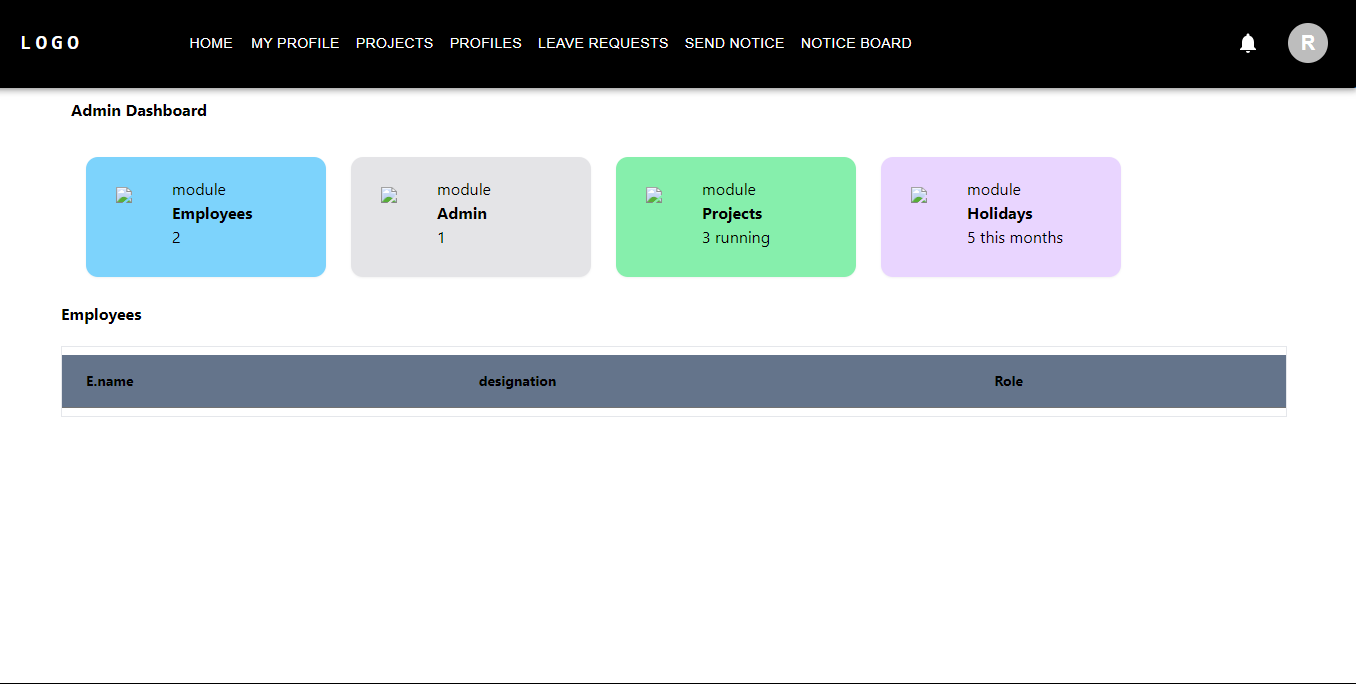 LOGO HOME MY PROFILE PROJECTS PROFILES LEAVE REQUESTS SEND NOTICE NOTICE BOARD R
Admin Dashboard
module
Employees
2
module
Admin
1
module
Projects
3 running
module
Holidays
5 this months
Employees
E.name designation Role